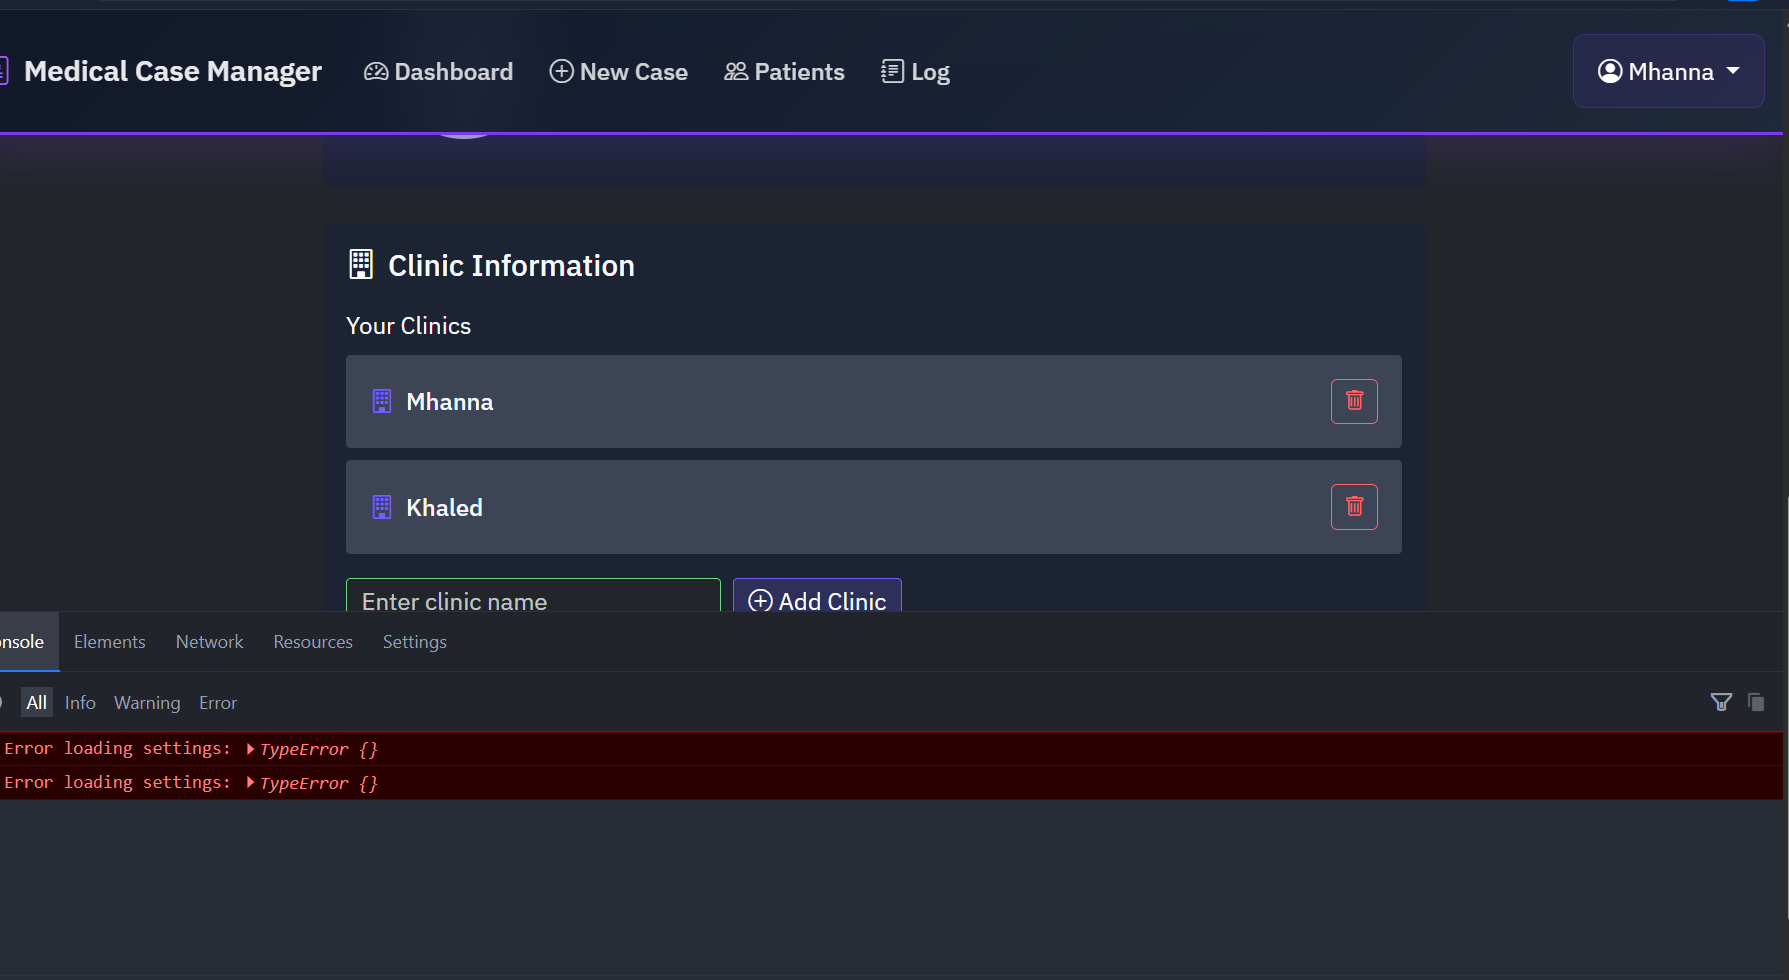 Medical Case Manager Dashboard New Case Patients Log Mhanna
Clinic Information
Your Clinics
Mhanna
Khaled
Enter clinic name Add Clinic
onsole Elements Network Resources Settings
All Info Warning Error
Error loading settings: TypeError {}
Error loading settings: TypeError {}